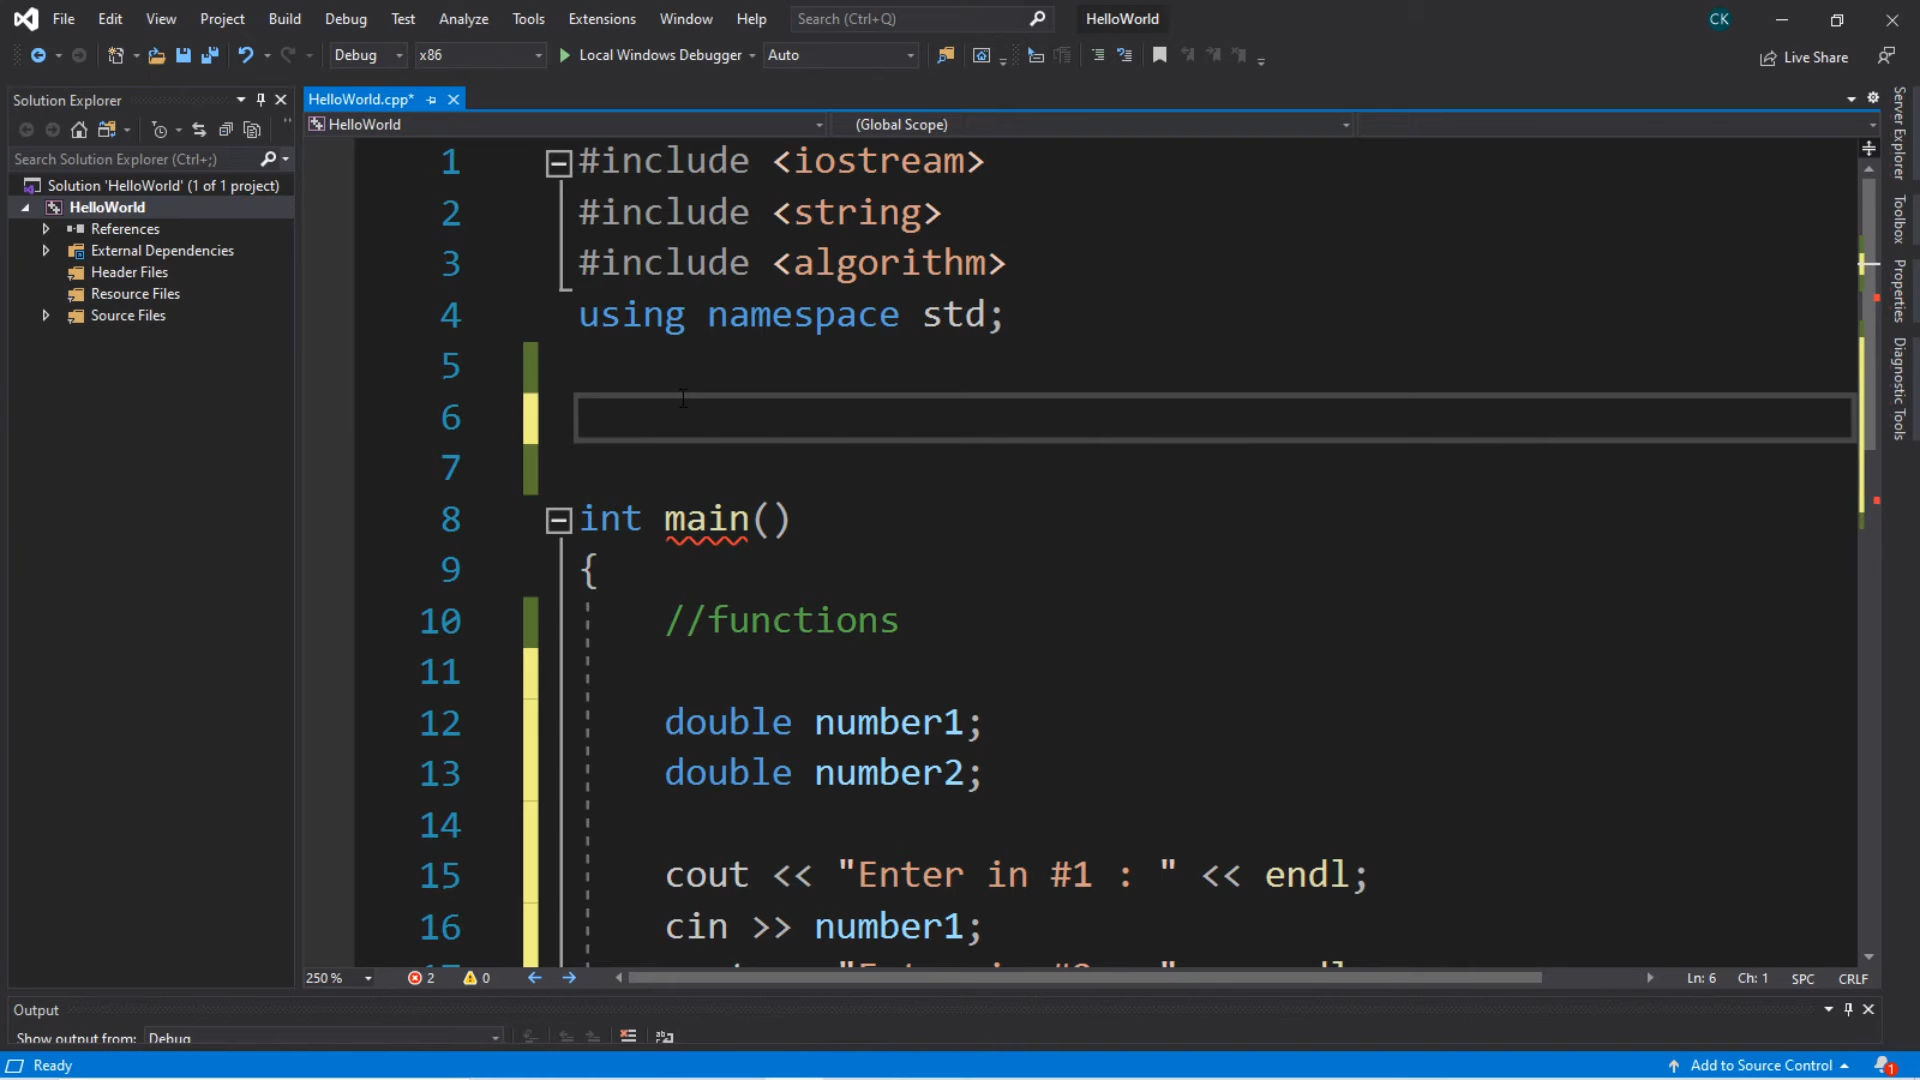 File Edit View Project Build Debug Test Analyze Tools Extensions Window Help Search (Ctrl+Q) HelloWorld CK
Debug x86 Local Windows Debugger Auto Live Share
Solution Explorer
Search Solution Explorer (Ctrl+;)
Solution 'HelloWorld' (1 of 1 project)
HelloWorld
References
External Dependencies
Header Files
Resource Files
Source Files
HelloWorld.cpp*
HelloWorld (Global Scope)
1 #include <iostream>
2 #include <string>
3 #include <algorithm>
4 using namespace std;
5
6
7
8 int main()
9 {
10 //functions
11
12 double number1;
13 double number2;
14
15 cout << "Enter in #1 : " << endl;
16 cin >> number1;
250 % 2 0 Ln: 6 Ch: 1 SPC CRLF
Server Explorer
Toolbox
Properties
Diagnostic Tools
Output
Show output from: Debug
Ready Add to Source Control 1